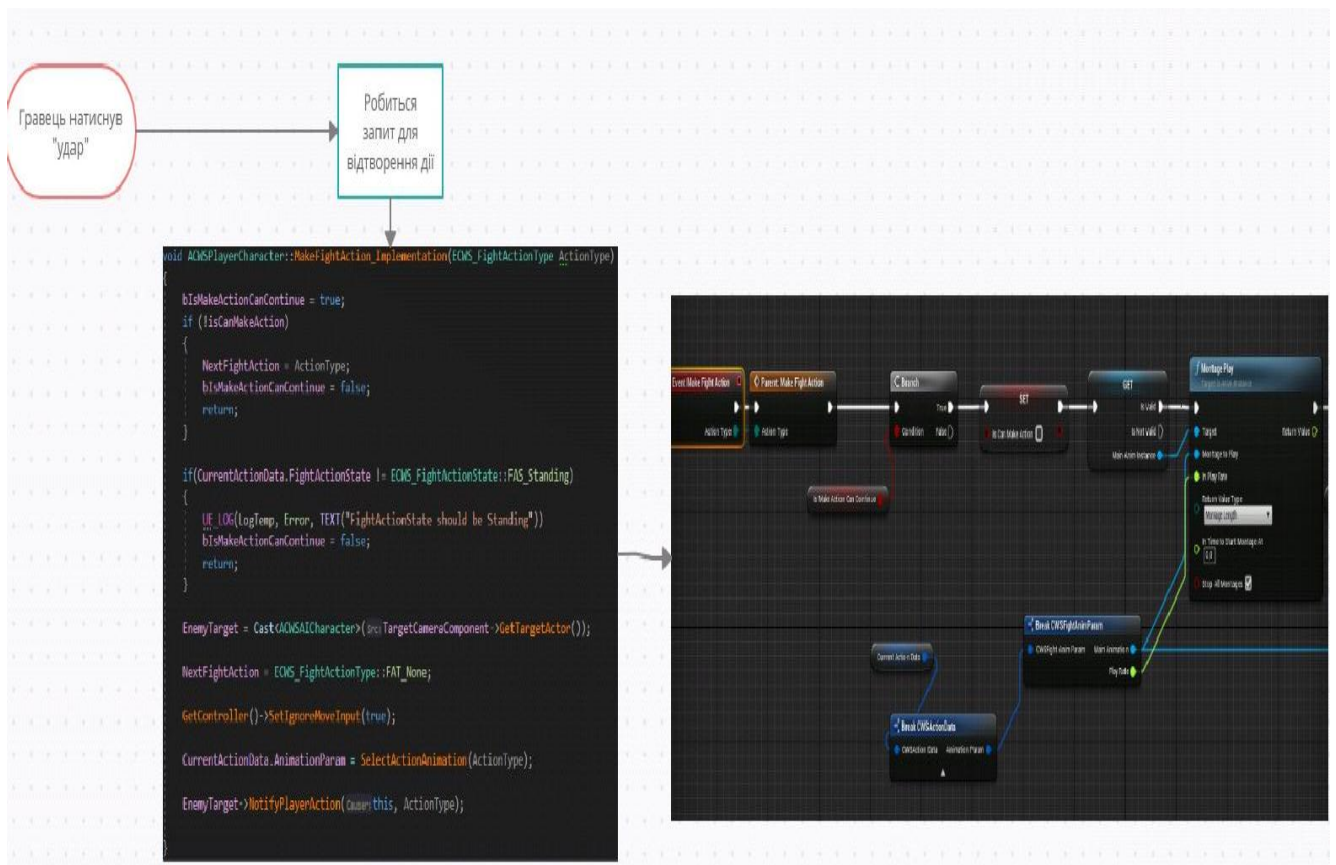 Гравець натиснув
"удар"
Робиться
запит для
відтворення дії
void ACWSPlayerCharacter::MakeFightAction_Implementation(ECWS_FightActionType ActionType)
{
bIsMakeActionCanContinue = true;
if (!isCanMakeAction)
{
NextFightAction = ActionType;
bIsMakeActionCanContinue = false;
return;
}
if(CurrentActionData.FightActionState != ECWS_FightActionState::FAS_Standing)
{
UE_LOG(LogTemp, Error, TEXT("FightActionState should be Standing"))
bIsMakeActionCanContinue = false;
return;
}
EnemyTarget = Cast<ACWSAICharacter>(Src: TargetCameraComponent->GetTargetActor());
NextFightAction = ECWS_FightActionType::FAT_None;
GetController()->SetIgnoreMoveInput(true);
CurrentActionData.AnimationParam = SelectActionAnimation(ActionType);
EnemyTarget->NotifyPlayerAction(Causer: this, ActionType);
}
Event Make Fight Action
Action Type
Parent: Make Fight Action
Action Type
Branch
True
Condition
False
Is Make Action Can Continue
SET
Is Can Make Action
GET
Is Valid
Is Not Valid
Main Anim Instance
Montage Play
Target is Anim Instance
Target
Return Value
Montage to Play
In Play Rate
Return Value Type
Montage Length
In Time to Start Montage At
0.0
Stop All Montages
Break CWSFightAnimParam
CWSFight Anim Param
Main Animation
Play Rate
Current Action Data
Break CWSActionData
CWSAction Data
Animation Param